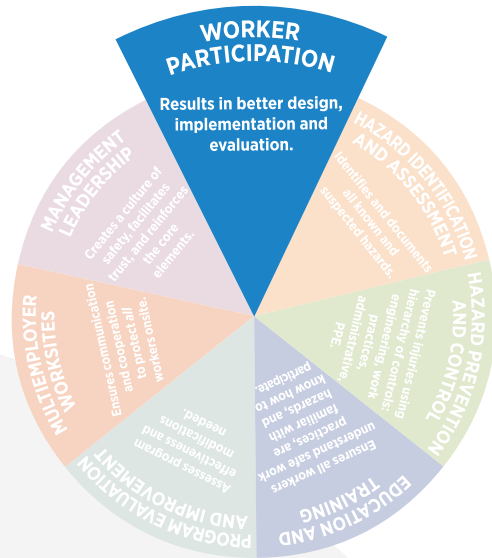 WORKER
PARTICIPATION
Results in better design,
implementation and
evaluation.
HAZARD IDENTIFICATION
AND ASSESSMENT
Identifies and documents
all known and
suspected hazards
HAZARD PREVENTION
AND CONTROL
Prevents injuries using
hierarchy of controls:
engineering, work
practices,
administrative,
PPE.
EDUCATION AND
TRAINING
Ensures all workers
understand safe work
practices, are
familiar with
hazards, and
know how to
participate.
PROGRAM EVALUATION
AND IMPROVEMENT
Assesses program
effectiveness and
modifications
needed.
MULTIEMPLOYER
WORKSITES
Ensures communication
and cooperation
and cooperation
to protect all
workers onsite.
MANAGEMENT
LEADERSHIP
Creates a culture of
safety, facilitates
trust, and reinforces
the core
elements.